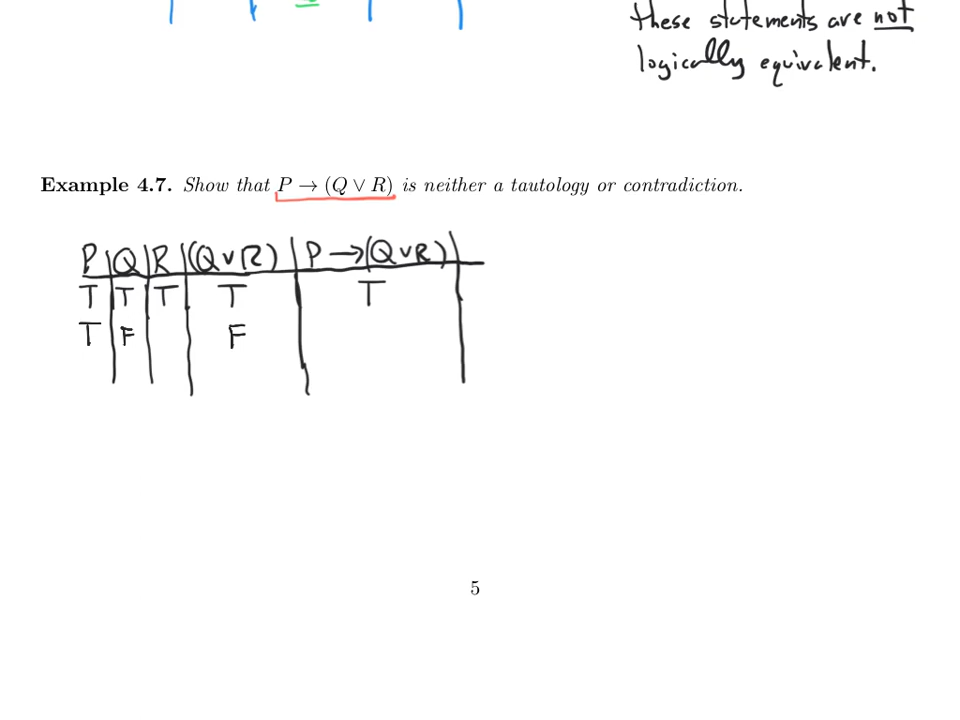 these statements are not
logically equivalent.
Example 4.7. Show that P → (Q ∨ R) is neither a tautology or contradiction.
P | Q | R | (Q ∨ R) | P → (Q ∨ R) |
T | T | T | T | T
T | F | | F |
5